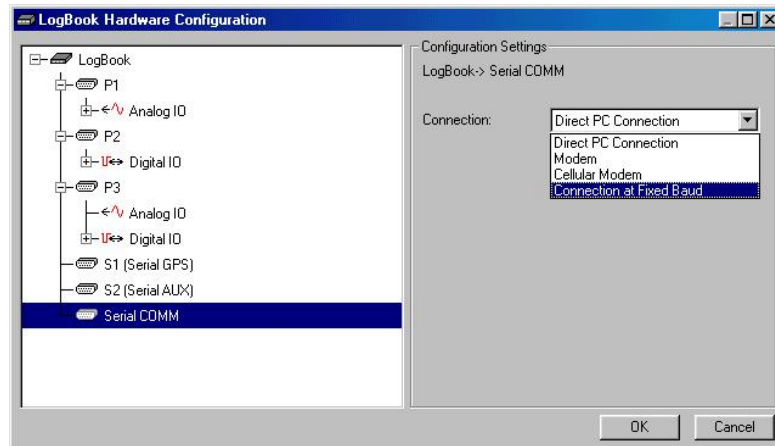 LogBook Hardware Configuration
LogBook
P1
Analog IO
P2
Digital IO
P3
Analog IO
Digital IO
S1 (Serial GPS)
S2 (Serial AUX)
Serial COMM
Configuration Settings
LogBook-> Serial COMM
Connection: Direct PC Connection
Direct PC Connection
Modem
Cellular Modem
Connection at Fixed Baud
OK Cancel